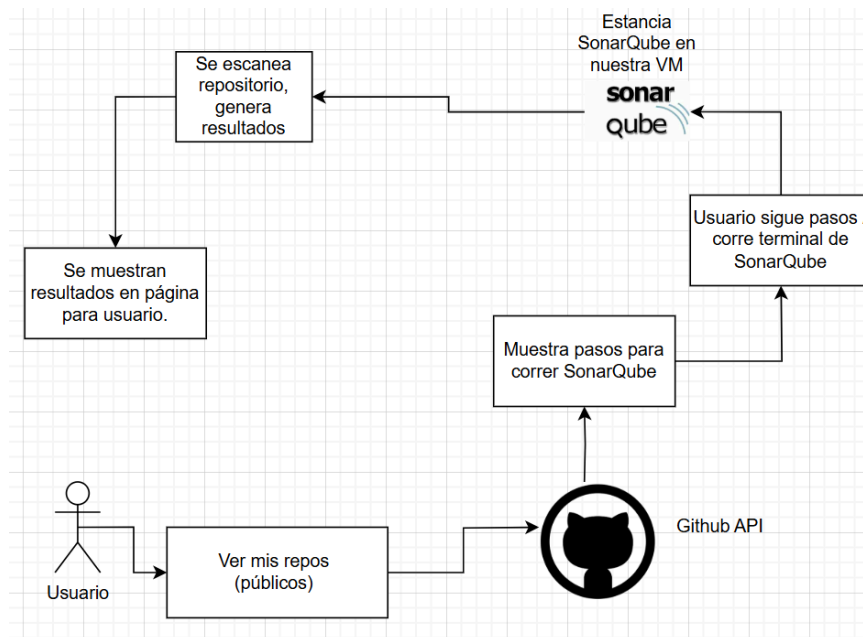 Estancia
SonarQube en
nuestra VM
sonar
qube
Se escanea
repositorio,
genera
resultados
Usuario sigue pasos
corre terminal de
SonarQube
Se muestran
resultados en página
para usuario.
Muestra pasos para
correr SonarQube
Github API
Ver mis repos
(públicos)
Usuario